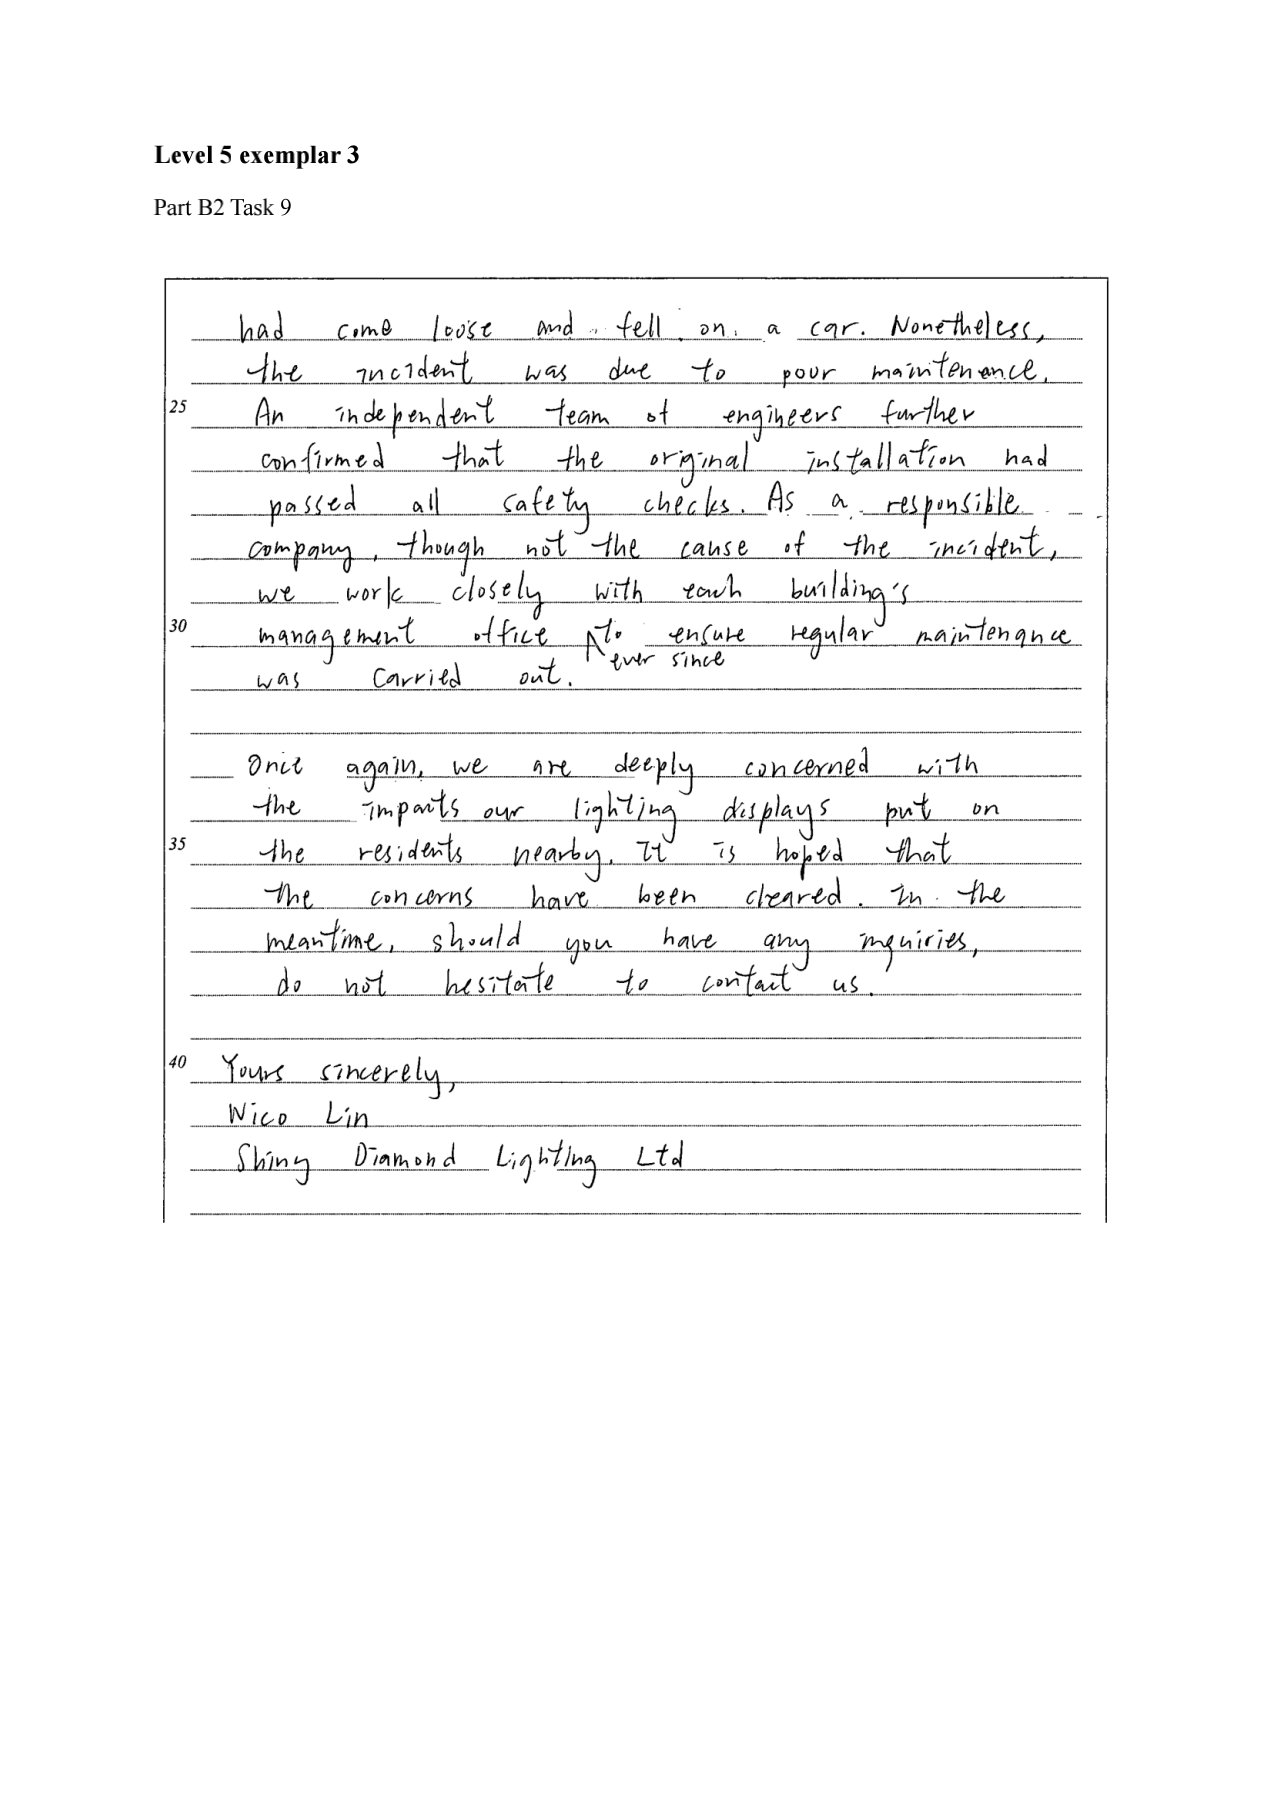 Level 5 exemplar 3
Part B2 Task 9
had come loose and fell on a car. Nonetheless,
the incident was due to poor maintenance.
25 An independent team of engineers further
confirmed that the original installation had
passed all safety checks. As a responsible
company, though not the cause of the incident,
we work closely with each building's
30 management office to ensure regular maintenance
ever since
was carried out.
Once again, we are deeply concerned with
the impacts our lighting displays put on
35 the residents nearby. It is hoped that
the concerns have been cleared. In the
meantime, should you have any inquiries,
do not hesitate to contact us.
40 Yours sincerely,
Nico Lin
Shiny Diamond Lighting Ltd